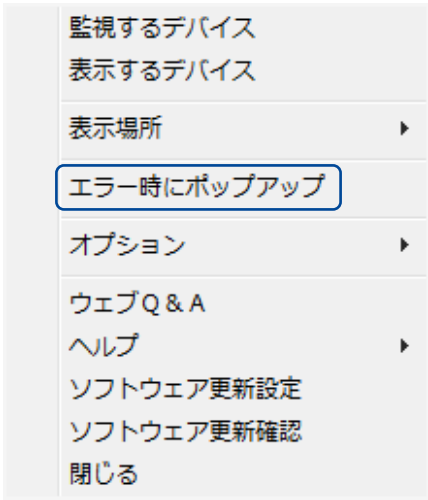 監視するデバイス
表示するデバイス
表示場所
エラー時にポップアップ
オプション
ウェブQ & A
ヘルプ
ソフトウェア更新設定
ソフトウェア更新確認
閉じる